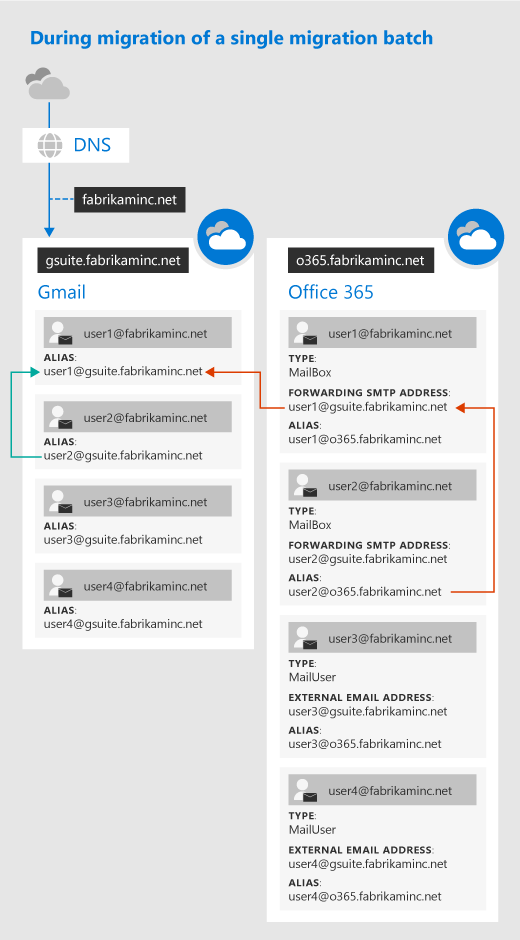 During migration of a single migration batch
DNS
fabrikaminc.net
gsuite.fabrikaminc.net
Gmail
user1@fabrikaminc.net
ALIAS:
user1@gsuite.fabrikaminc.net
user2@fabrikaminc.net
ALIAS:
user2@gsuite.fabrikaminc.net
user3@fabrikaminc.net
ALIAS:
user3@gsuite.fabrikaminc.net
user4@fabrikaminc.net
ALIAS:
user4@gsuite.fabrikaminc.net
o365.fabrikaminc.net
Office 365
user1@fabrikaminc.net
TYPE:
MailBox
FORWARDING SMTP ADDRESS:
user1@gsuite.fabrikaminc.net
ALIAS:
user1@o365.fabrikaminc.net
user2@fabrikaminc.net
TYPE:
MailBox
FORWARDING SMTP ADDRESS:
user2@gsuite.fabrikaminc.net
ALIAS:
user2@o365.fabrikaminc.net
user3@fabrikaminc.net
TYPE:
MailUser
EXTERNAL EMAIL ADDRESS:
user3@gsuite.fabrikaminc.net
ALIAS:
user3@o365.fabrikaminc.net
user4@fabrikaminc.net
TYPE:
MailUser
EXTERNAL EMAIL ADDRESS:
user4@gsuite.fabrikaminc.net
ALIAS:
user4@o365.fabrikaminc.net